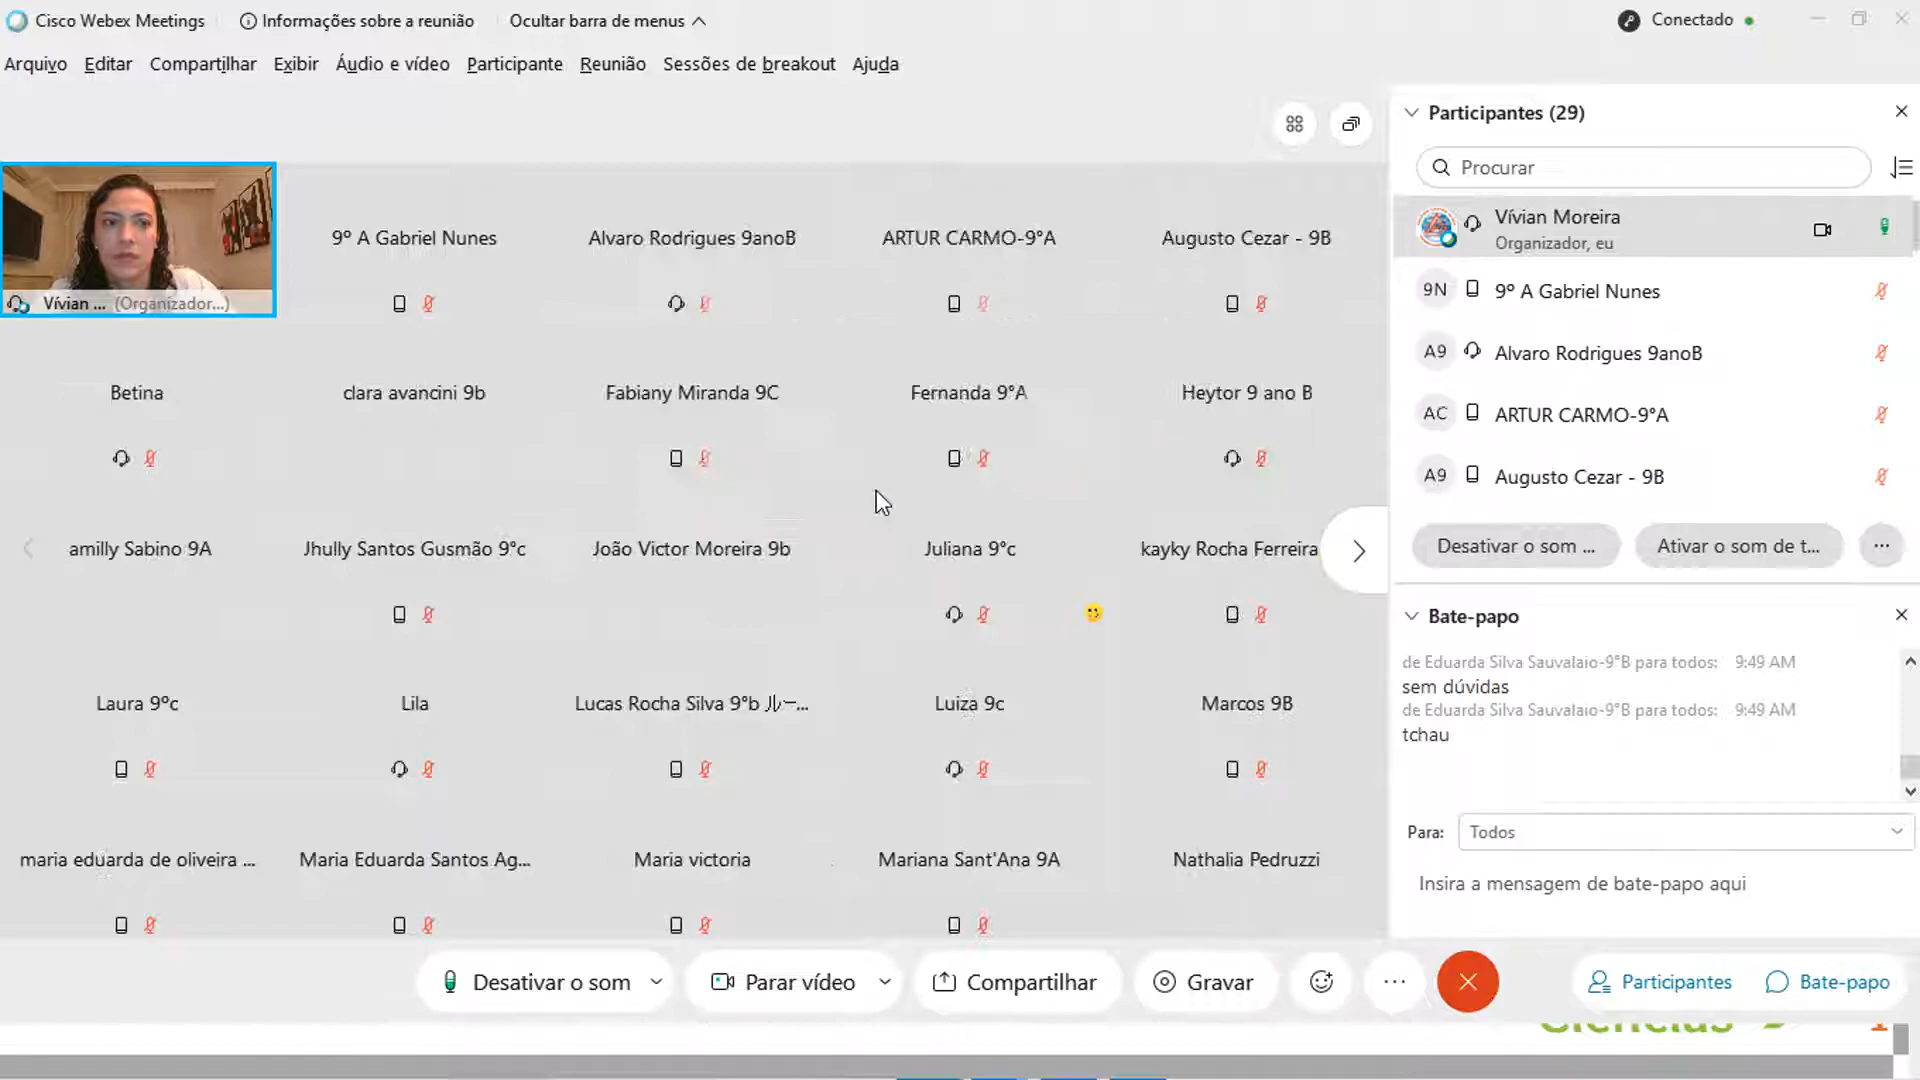 Cisco Webex Meetings
Informações sobre a reunião
Ocultar barra de menus
Conectado
Arquivo Editar Compartilhar Exibir Áudio e vídeo Participante Reunião Sessões de breakout Ajuda
Participantes (29)
Procurar
Vívian Moreira
Organizador, eu
9N 9º A Gabriel Nunes
A9 Alvaro Rodrigues 9anoB
AC ARTUR CARMO-9°A
A9 Augusto Cezar - 9B
Desativar o som ... Ativar o som de t...
Vívian ... (Organizador...)
9º A Gabriel Nunes
Alvaro Rodrigues 9anoB
ARTUR CARMO-9°A
Augusto Cezar - 9B
Betina
clara avancini 9b
Fabiany Miranda 9C
Fernanda 9°A
Heytor 9 ano B
amilly Sabino 9A
Jhully Santos Gusmão 9°c
João Victor Moreira 9b
Juliana 9°c
kayky Rocha Ferreira
Laura 9ºc
Lila
Lucas Rocha Silva 9°b ルー...
Luiza 9c
Marcos 9B
maria eduarda de oliveira ...
Maria Eduarda Santos Ag...
Maria victoria
Mariana Sant'Ana 9A
Nathalia Pedruzzi
Bate-papo
de Eduarda Silva Sauvalaio-9°B para todos: 9:49 AM
sem dúvidas
de Eduarda Silva Sauvalaio-9°B para todos: 9:49 AM
tchau
Para: Todos
Insira a mensagem de bate-papo aqui
Desativar o som
Parar vídeo
Compartilhar
Gravar
Participantes
Bate-papo
Ciências